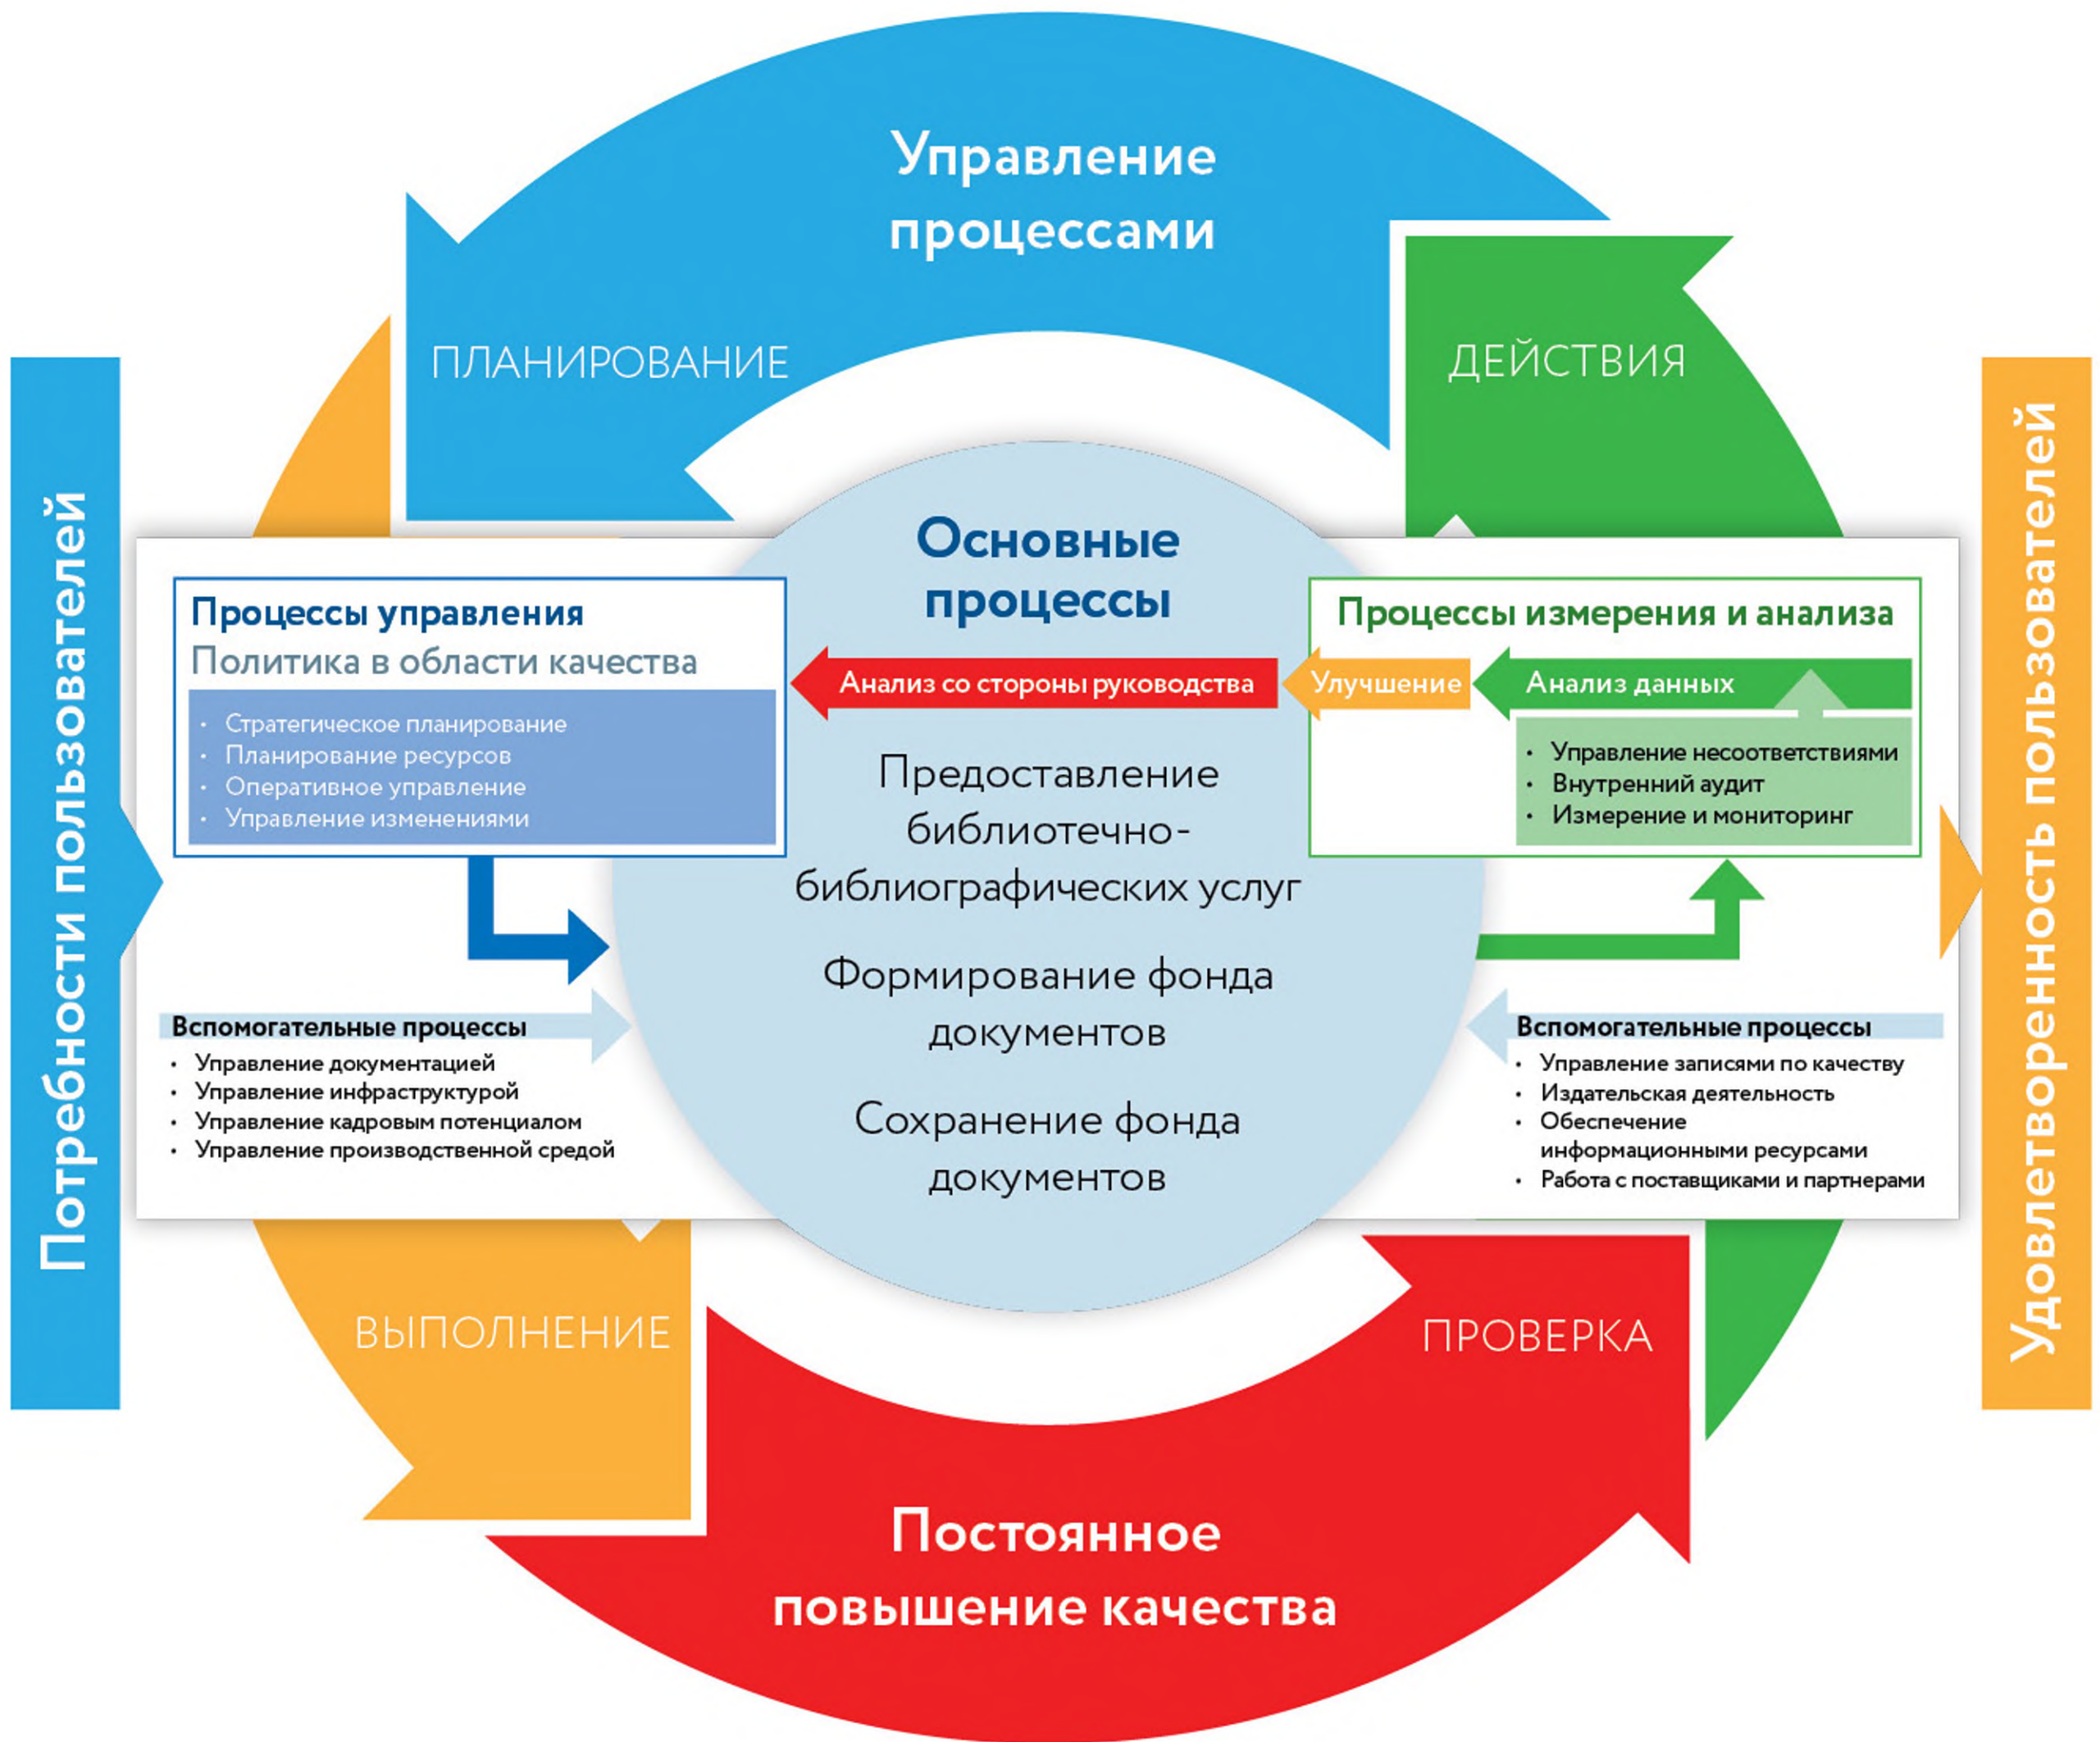 Управление
процессами
ПЛАНИРОВАНИЕ
ДЕЙСТВИЯ
Потребности пользователей
Удовлетворенность пользователей
Основные
процессы
Процессы управления
Политика в области качества
• Стратегическое планирование
• Планирование ресурсов
• Оперативное управление
• Управление изменениями
Анализ со стороны руководства
Процессы измерения и анализа
Улучшение
Анализ данных
• Управление несоответствиями
• Внутренний аудит
• Измерение и мониторинг
Предоставление
библиотечно-
библиографических услуг
Формирование фонда
документов
Сохранение фонда
документов
Вспомогательные процессы
• Управление документацией
• Управление инфраструктурой
• Управление кадровым потенциалом
• Управление производственной средой
Вспомогательные процессы
• Управление записями по качеству
• Издательская деятельность
• Обеспечение
информационными ресурсами
• Работа с поставщиками и партнерами
ВЫПОЛНЕНИЕ
ПРОВЕРКА
Постоянное
повышение качества